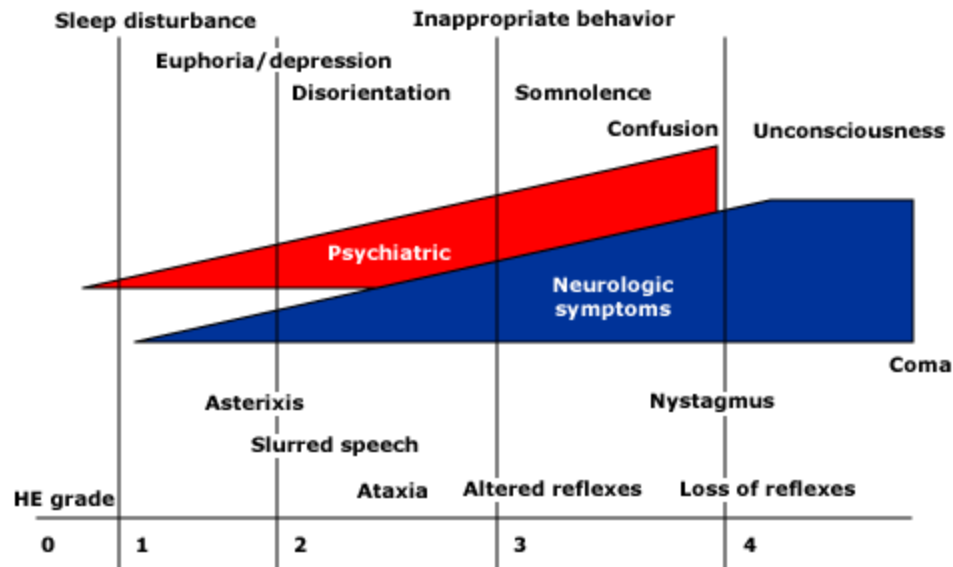 Sleep disturbance
Inappropriate behavior
Euphoria/depression
Disorientation
Somnolence
Confusion
Unconsciousness
Psychiatric
Neurologic
symptoms
Coma
Asterixis
Nystagmus
Slurred speech
Ataxia
Altered reflexes
Loss of reflexes
HE grade
0
1
2
3
4